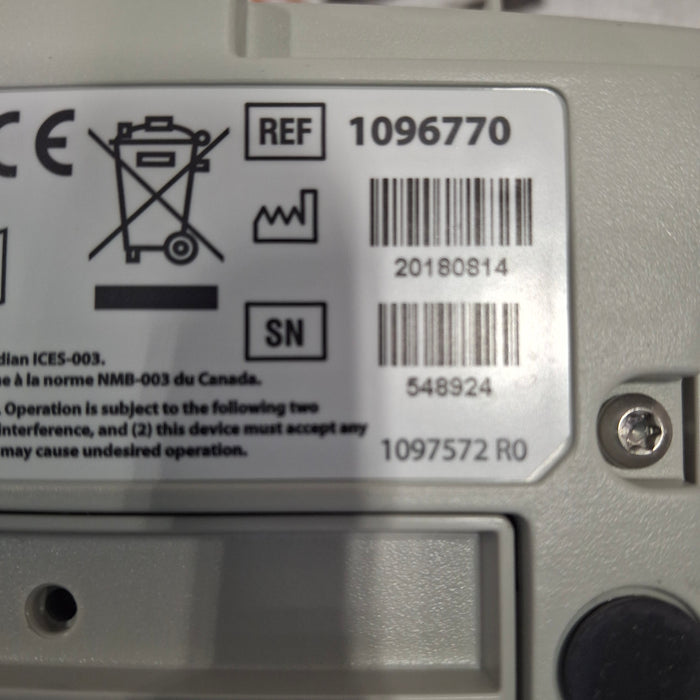 CE
REF 1096770
20180814
SN
548924
dian ICES-003.
e à la norme NMB-003 du Canada.
. Operation is subject to the following two
interference, and (2) this device must accept any
may cause undesired operation.
1097572 R0